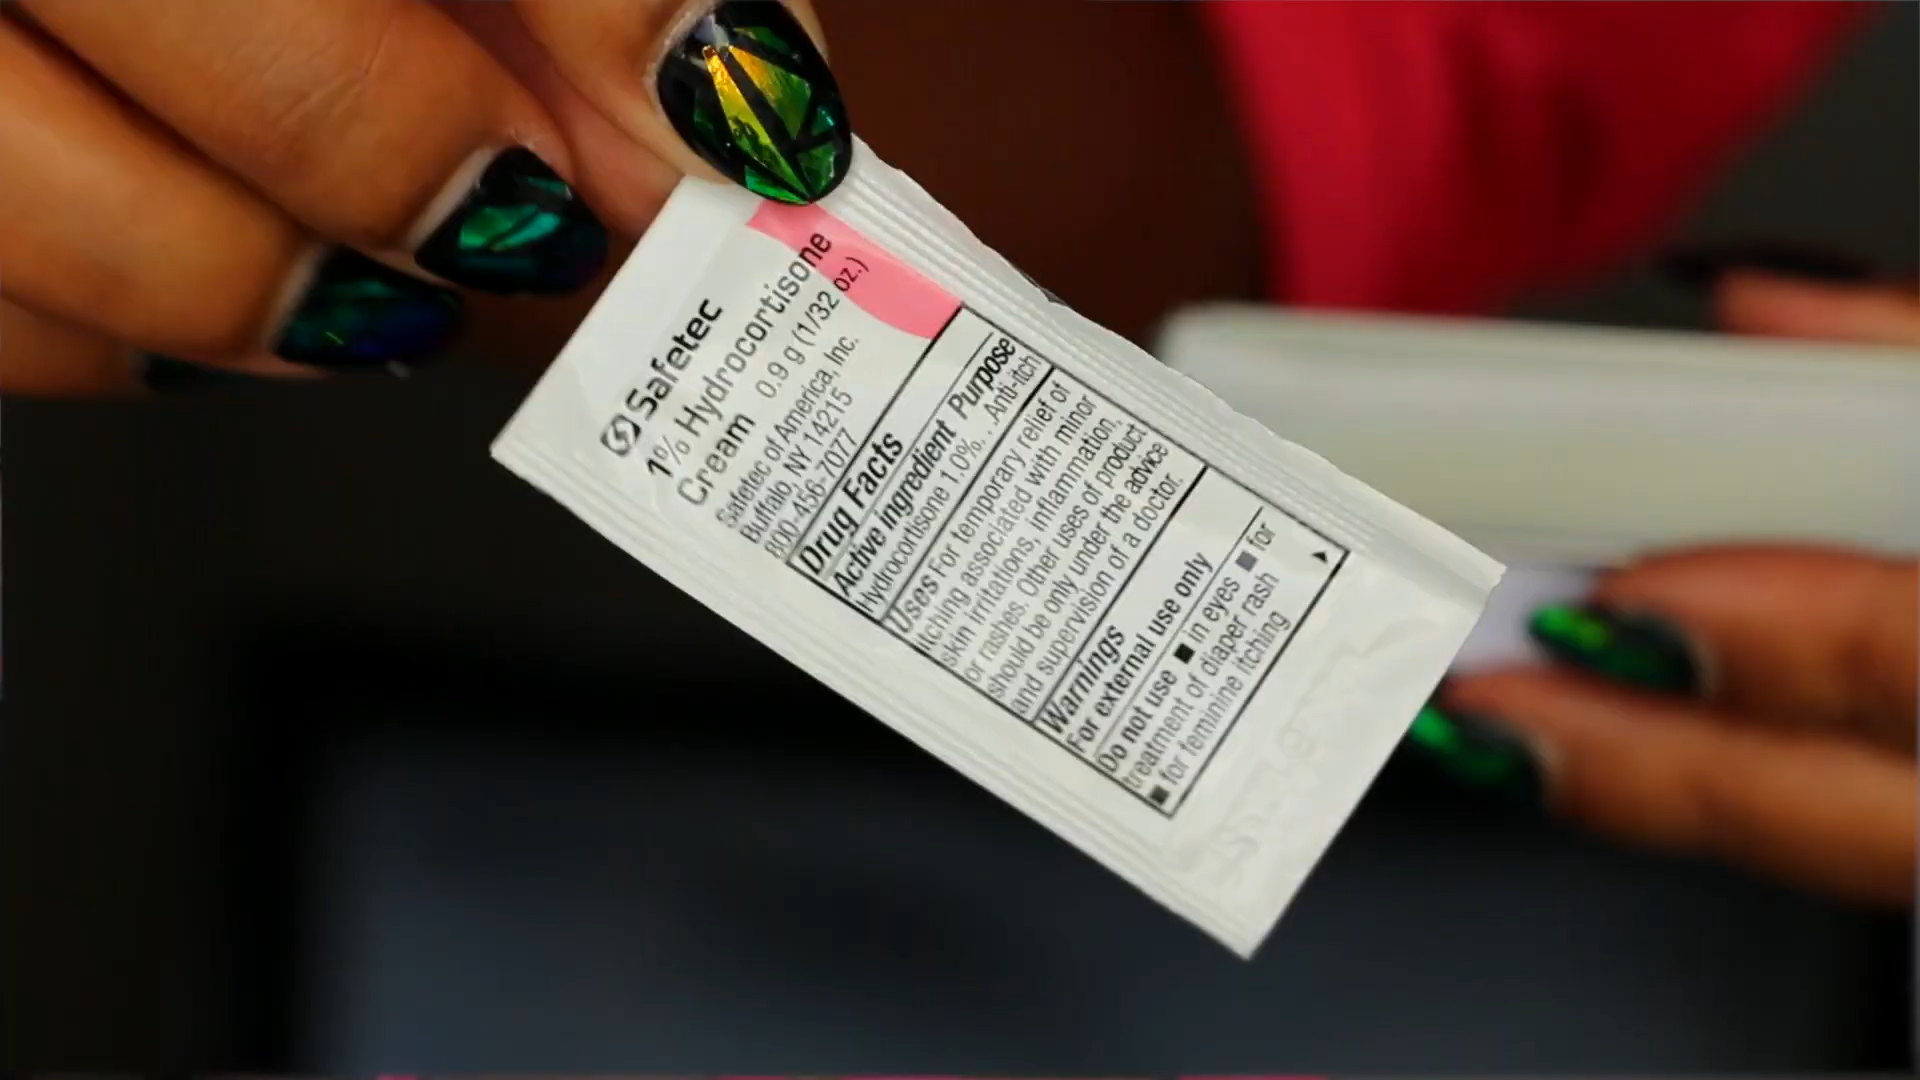 Safetec
1% Hydrocortisone
Cream 0.9 g (1/32 oz.)
Safetec of America, Inc.
Buffalo, NY 14215
800-456-7077
Drug Facts
Active Ingredient Purpose
Hydrocortisone 1.0%. . .Anti-itch
Uses For temporary relief of
itching associated with minor
skin irritations, inflammation,
or rashes. Other uses of product
should be only under the advice
and supervision of a doctor.
Warnings
For external use only
Do not use ■ in eyes ■ for
treatment of diaper rash
■ for feminine itching